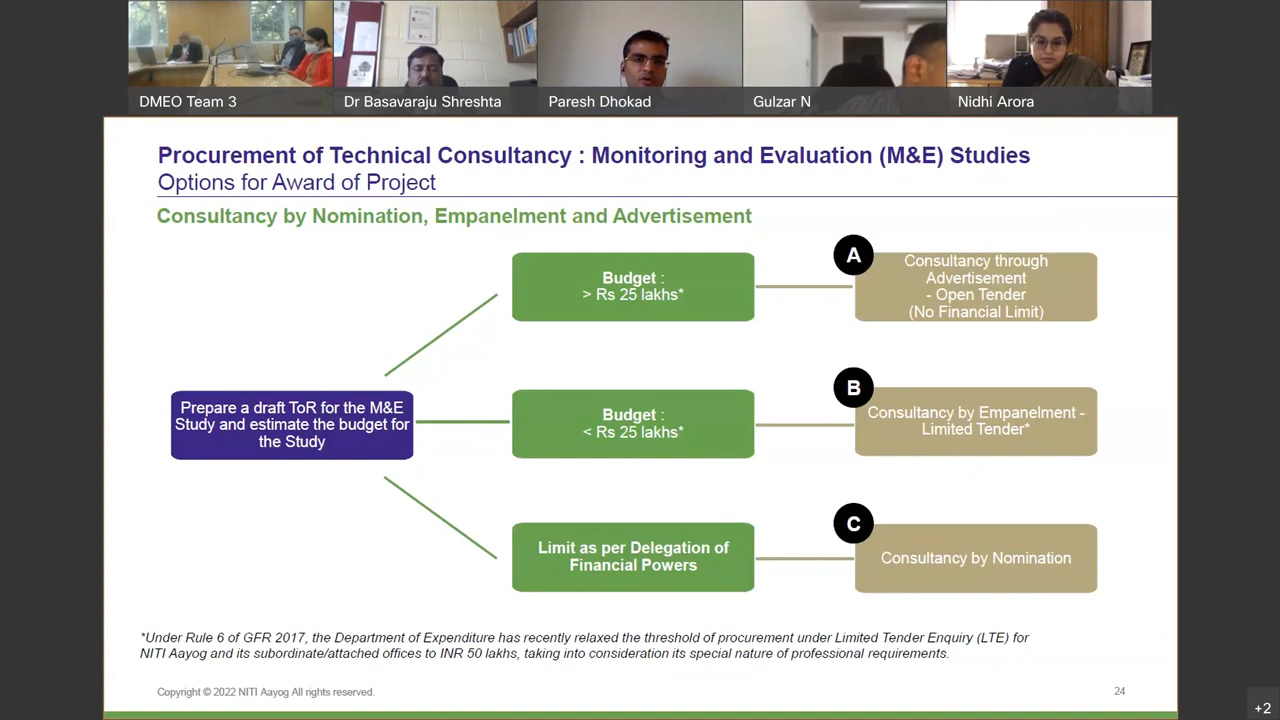 DMEO Team 3
Dr Basavaraju Shreshta
Paresh Dhokad
Gulzar N
Nidhi Arora
Procurement of Technical Consultancy : Monitoring and Evaluation (M&E) Studies
Options for Award of Project
Consultancy by Nomination, Empanelment and Advertisement
Budget :
> Rs 25 lakhs*
A
Consultancy through
Advertisement
- Open Tender
(No Financial Limit)
Prepare a draft ToR for the M&E
Study and estimate the budget for
the Study
Budget :
< Rs 25 lakhs*
B
Consultancy by Empanelment -
Limited Tender*
Limit as per Delegation of
Financial Powers
C
Consultancy by Nomination
*Under Rule 6 of GFR 2017, the Department of Expenditure has recently relaxed the threshold of procurement under Limited Tender Enquiry (LTE) for
NITI Aayog and its subordinate/attached offices to INR 50 lakhs, taking into consideration its special nature of professional requirements.
Copyright © 2022 NITI Aayog All rights reserved.
24
+2